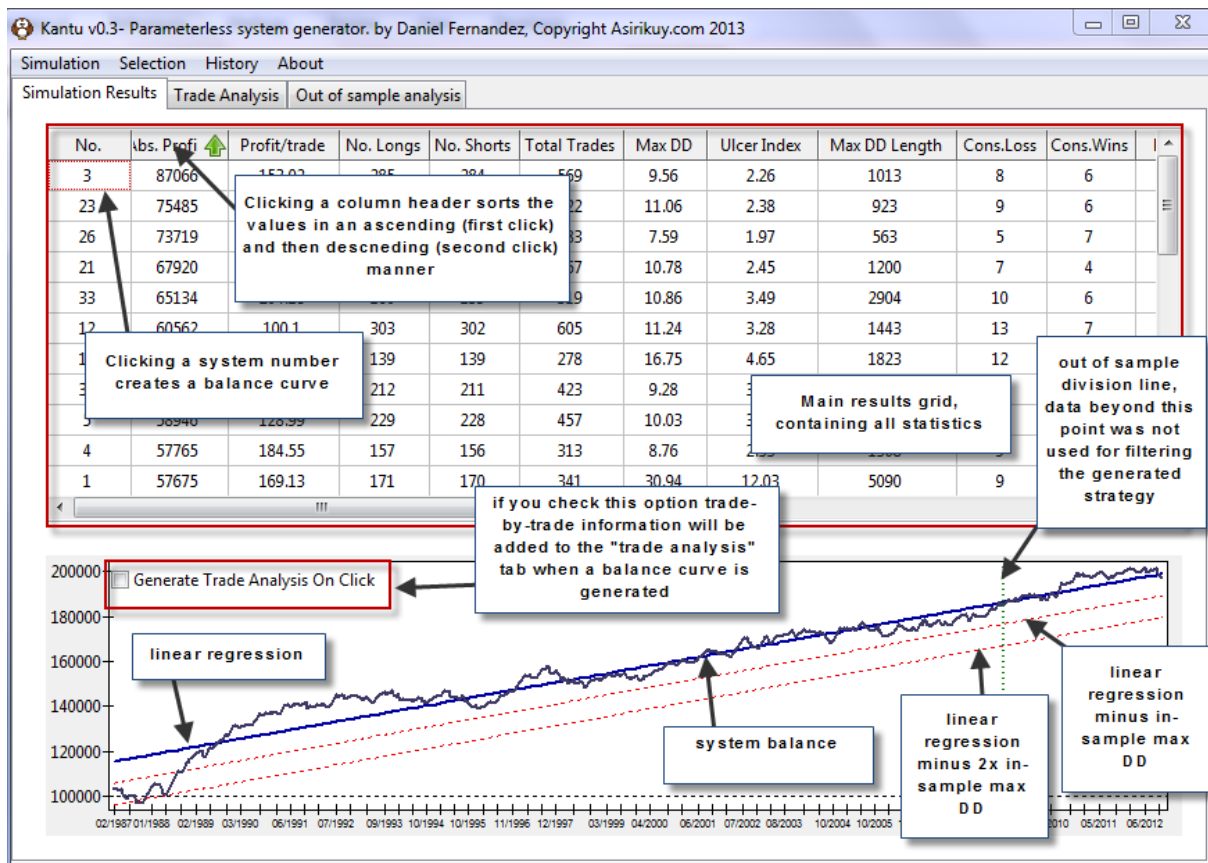 Kantu v0.3- Parameterless system generator. by Daniel Fernandez, Copyright Asirikuy.com 2013
Simulation Selection History About
Simulation Results Trade Analysis Out of sample analysis
No. Abs. Profi Profit/trade No. Longs No. Shorts Total Trades Max DD Ulcer Index Max DD Length Cons.Loss Cons.Wins
3 87066 569 9.56 2.26 1013 8 6
23 75485 11.06 2.38 923 9 6
26 73719 7.59 1.97 563 5 7
21 67920 10.78 2.45 1200 7 4
33 65134 10.86 3.49 2904 10 6
12 60562 100.1 303 302 605 11.24 3.28 1443 13 7
139 139 278 16.75 4.65 1823 12
212 211 423 9.28
58946 128.99 229 228 457 10.03
4 57765 184.55 157 156 313 8.76
1 57675 169.13 171 170 341 30.94 12.03 5090 9
Clicking a column header sorts the
values in an ascending (first click)
and then descneding (second click)
manner
Clicking a system number
creates a balance curve
Main results grid,
containing all statistics
out of sample
division line,
data beyond this
point was not
used for filtering
the generated
strategy
if you check this option trade-
by-trade information will be
added to the "trade analysis"
tab when a balance curve is
generated
Generate Trade Analysis On Click
200000
180000
160000
140000
120000
100000
linear regression
system balance
linear
regression
minus 2x in-
sample max
DD
linear
regression
minus in-
sample max
DD
02/1987 01/1988 02/1989 03/1990 06/1991 07/1992 09/1993 10/1994 10/1995 11/1996 12/1997 03/1999 04/2000 06/2001 07/2002 08/2003 10/2004 10/2005 05/2011 06/2012